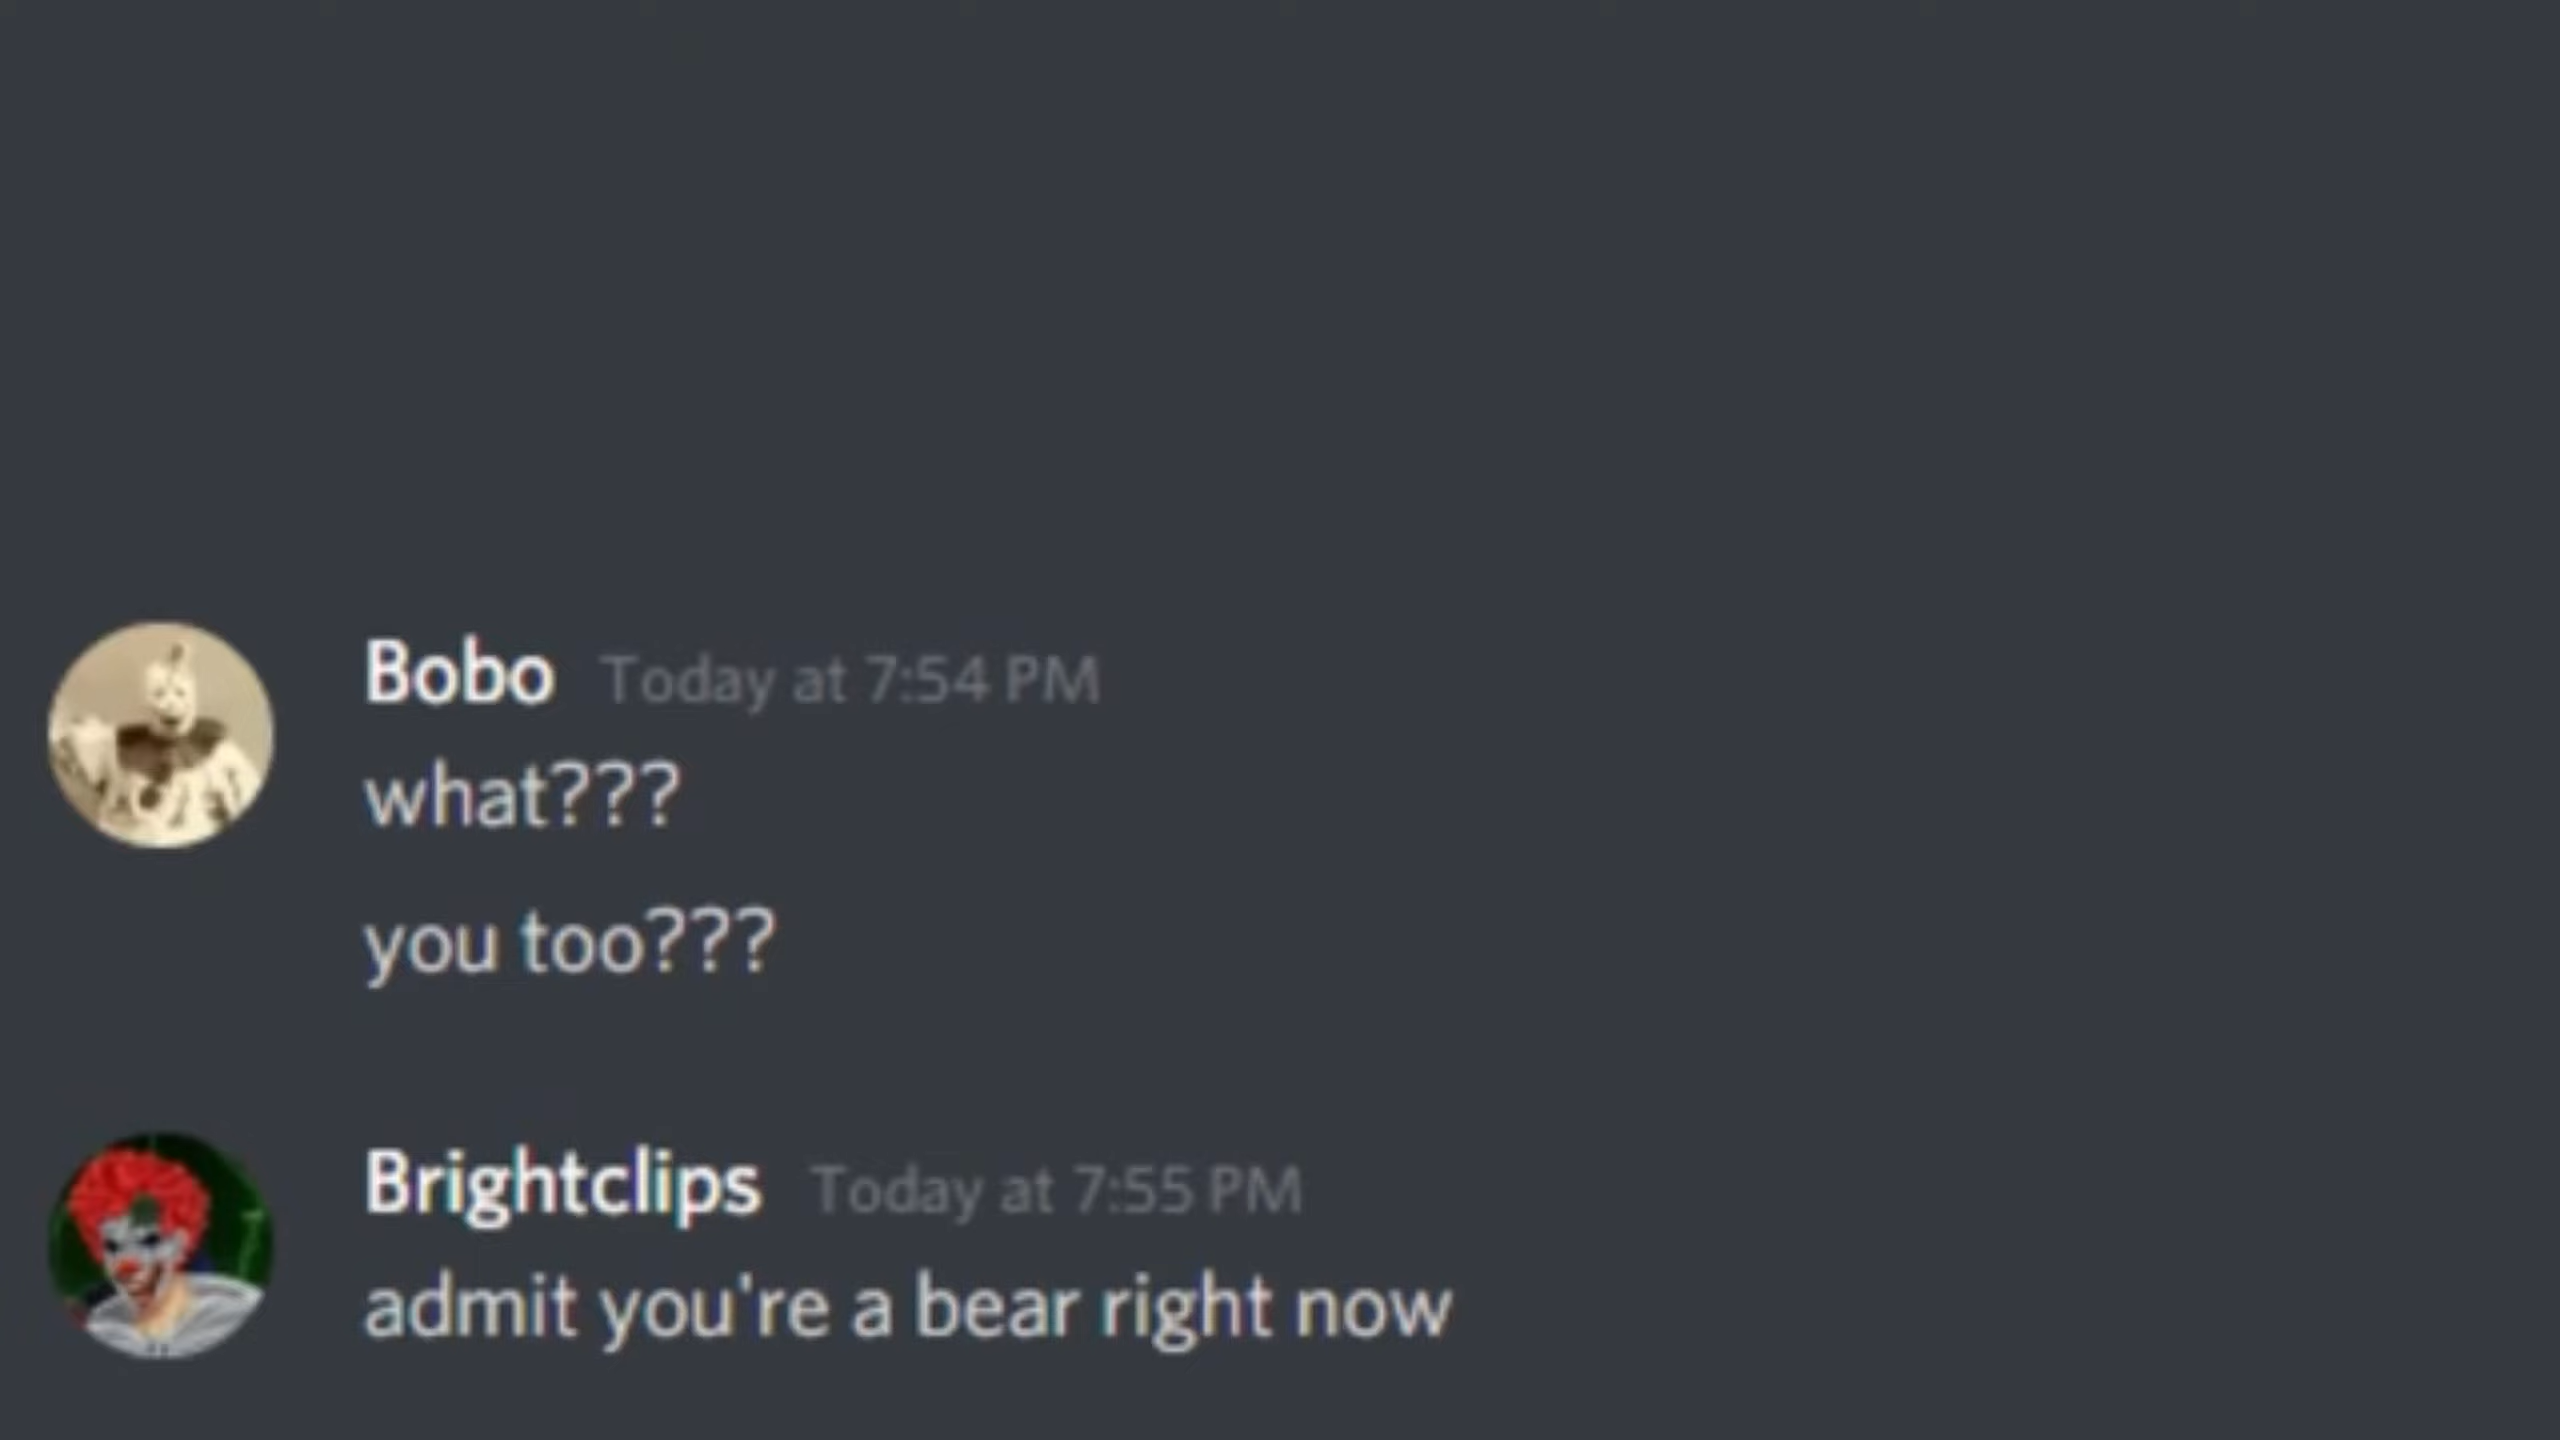 Bobo Today at 7:54 PM
what???
you too???
Brightclips Today at 7:55 PM
admit you're a bear right now